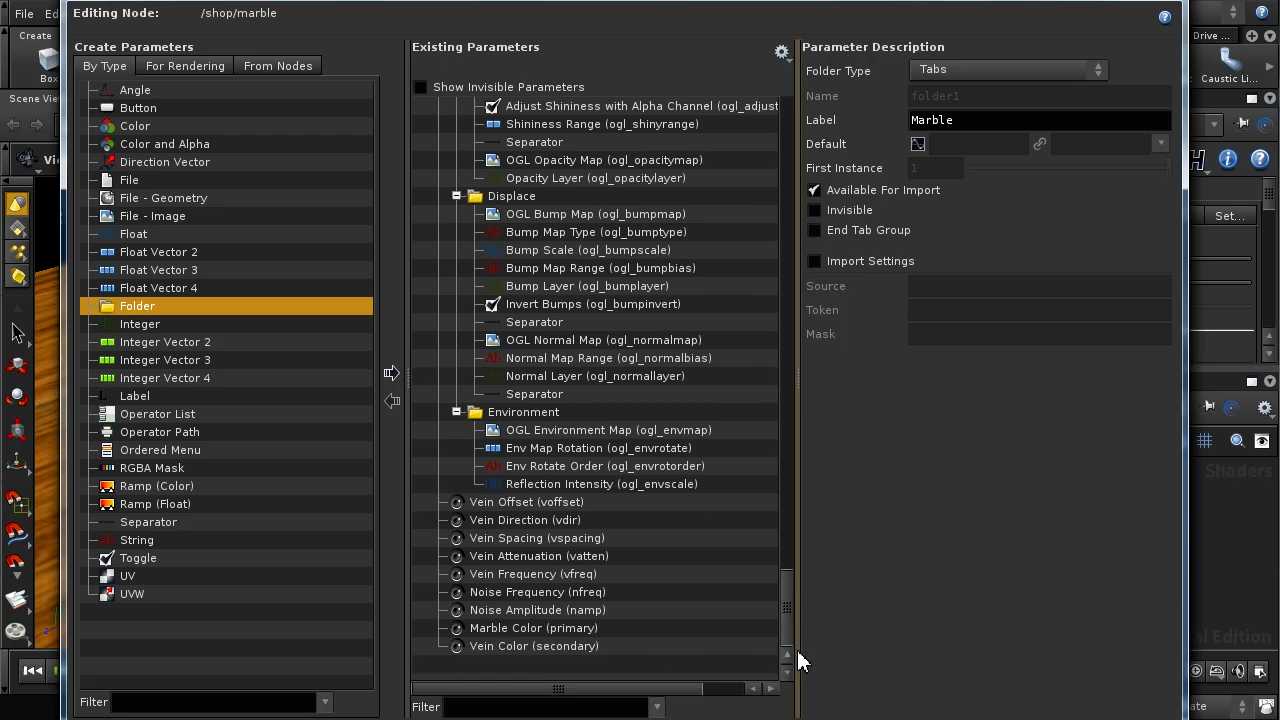 Editing Node: /shop/marble
File Ed
Create
Box
Scene View
Vi
Create Parameters
By Type For Rendering From Nodes
Angle
Button
Color
Color and Alpha
Direction Vector
File
File - Geometry
File - Image
Float
Float Vector 2
Float Vector 3
Float Vector 4
Folder
Integer
Integer Vector 2
Integer Vector 3
Integer Vector 4
Label
Operator List
Operator Path
Ordered Menu
RGBA Mask
Ramp (Color)
Ramp (Float)
Separator
String
Toggle
UV
UVW
Filter
Existing Parameters
Show Invisible Parameters
Adjust Shininess with Alpha Channel (ogl_adjust
Shininess Range (ogl_shinyrange)
Separator
OGL Opacity Map (ogl_opacitymap)
Opacity Layer (ogl_opacitylayer)
Displace
OGL Bump Map (ogl_bumpmap)
Bump Map Type (ogl_bumptype)
Bump Scale (ogl_bumpscale)
Bump Map Range (ogl_bumpbias)
Bump Layer (ogl_bumplayer)
Invert Bumps (ogl_bumpinvert)
Separator
OGL Normal Map (ogl_normalmap)
Normal Map Range (ogl_normalbias)
Normal Layer (ogl_normallayer)
Separator
Environment
OGL Environment Map (ogl_envmap)
Env Map Rotation (ogl_envrotate)
Env Rotate Order (ogl_envrotorder)
Reflection Intensity (ogl_envscale)
Vein Offset (voffset)
Vein Direction (vdir)
Vein Spacing (vspacing)
Vein Attenuation (vatten)
Vein Frequency (vfreq)
Noise Frequency (nfreq)
Noise Amplitude (namp)
Marble Color (primary)
Vein Color (secondary)
Filter
Parameter Description
Folder Type Tabs
Name folder1
Label Marble
Default
First Instance 1
Available For Import
Invisible
End Tab Group
Import Settings
Source
Token
Mask
Drive ...
Caustic Li...
Set...
Shaders
al Edition
ate